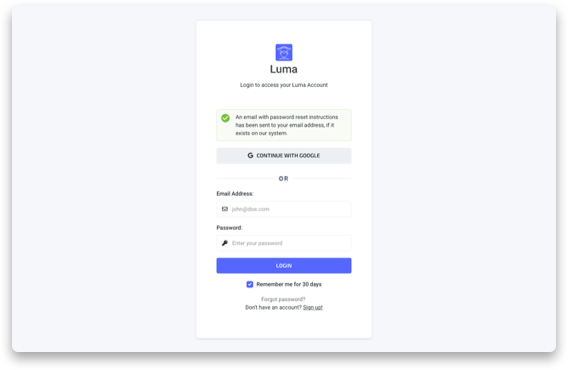 Luma
Login to access your Luma Account
An email with password reset instructions
has been sent to your email address, if it
exists on our system.
CONTINUE WITH GOOGLE
OR
Email Address:
john@doe.com
Password:
Enter your password
LOGIN
Remember me for 30 days
Forgot password?
Don't have an account? Sign up!